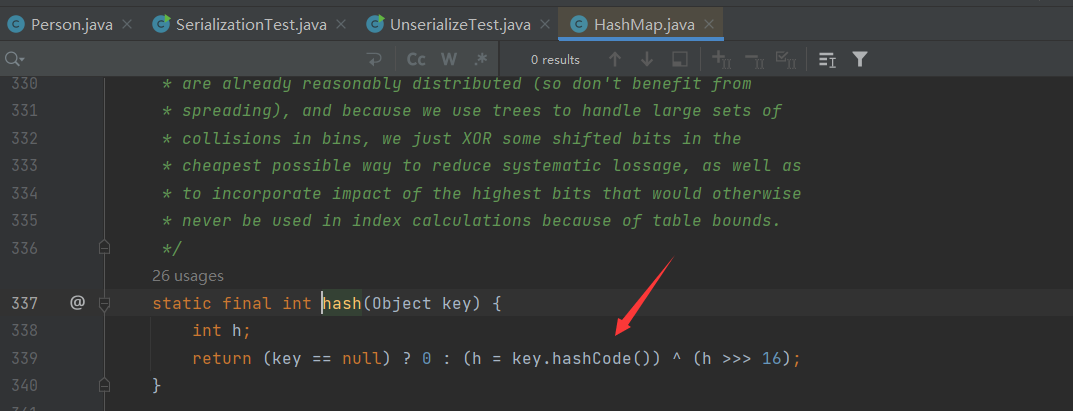 Person.java SerializationTest.java UnserializeTest.java HashMap.java
Cc W .* 0 results
330 * are already reasonably distributed (so don't benefit from
331 * spreading), and because we use trees to handle large sets of
332 * collisions in bins, we just XOR some shifted bits in the
333 * cheapest possible way to reduce systematic lossage, as well as
334 * to incorporate impact of the highest bits that would otherwise
335 * never be used in index calculations because of table bounds.
336 */
26 usages
337 @ static final int hash(Object key) {
338 int h;
339 return (key == null) ? 0 : (h = key.hashCode()) ^ (h >>> 16);
340 }
341